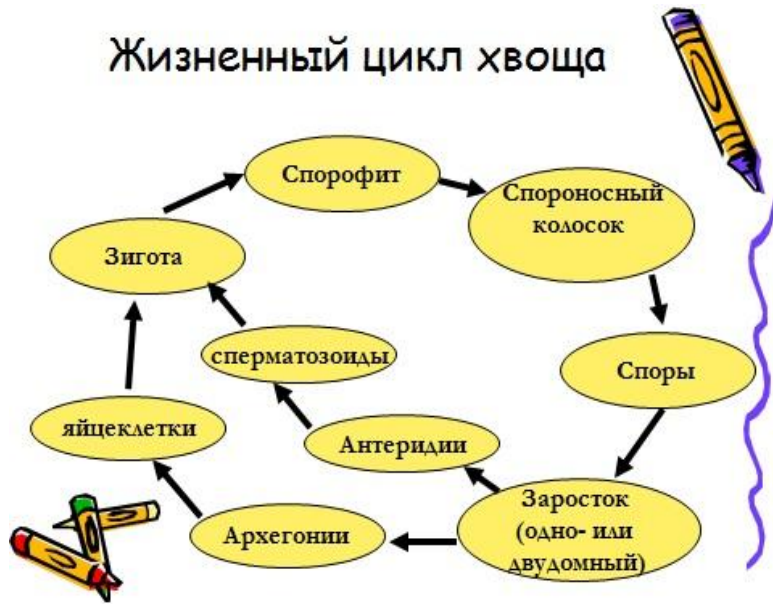 Жизненный цикл хвоща
Спорофит
Спороносный
колосок
Зигота
сперматозоиды
Споры
яйцеклетки
Антеридии
Заросток
(одно- или
двудомный)
Архегонии